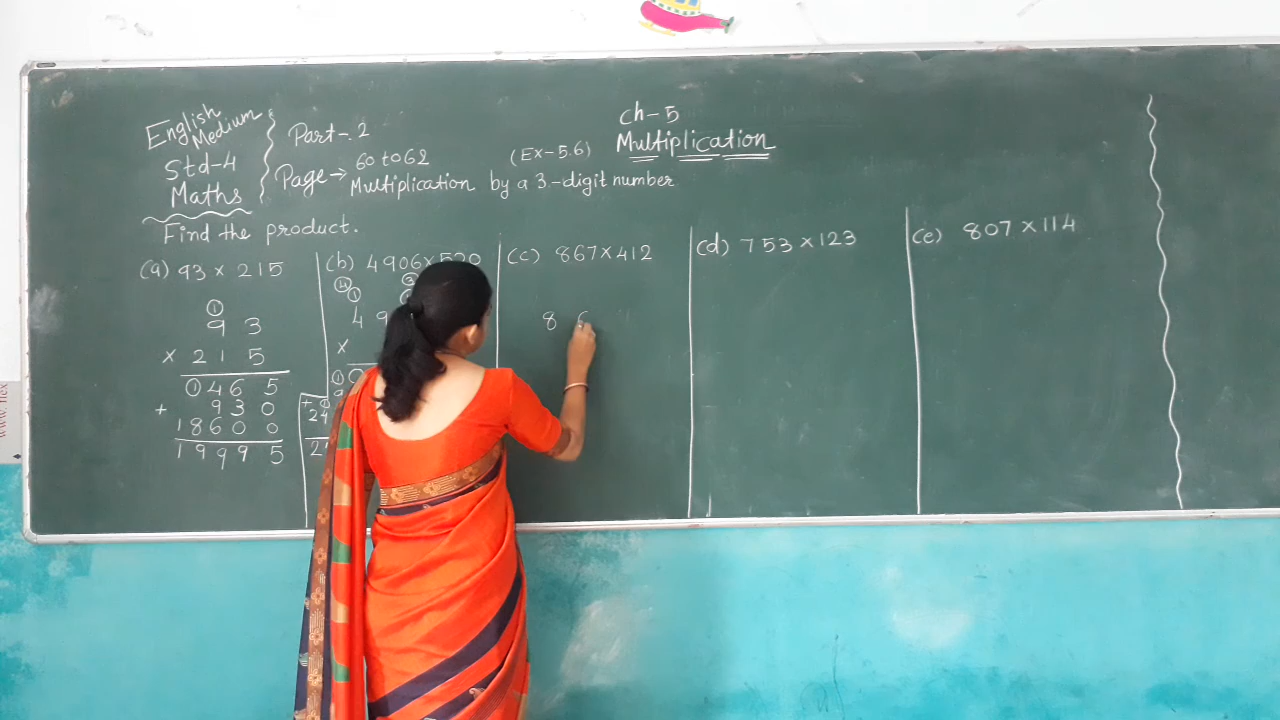 English
Medium
Std-4
Maths
Part-2
Page→ 60 to 62
(Ex-5.6)
Multiplication by a 3-digit number
ch-5
Multiplication
Find the product.
(a) 93 × 215
1
9 3
× 2 1 5
1 4 6 5
+ 9 3 0
1 8 6 0 0
1 9 9 9 5
(b) 4906×520
4 9
×
(c) 867×412
8 6
(d) 753×123
(e) 807×114